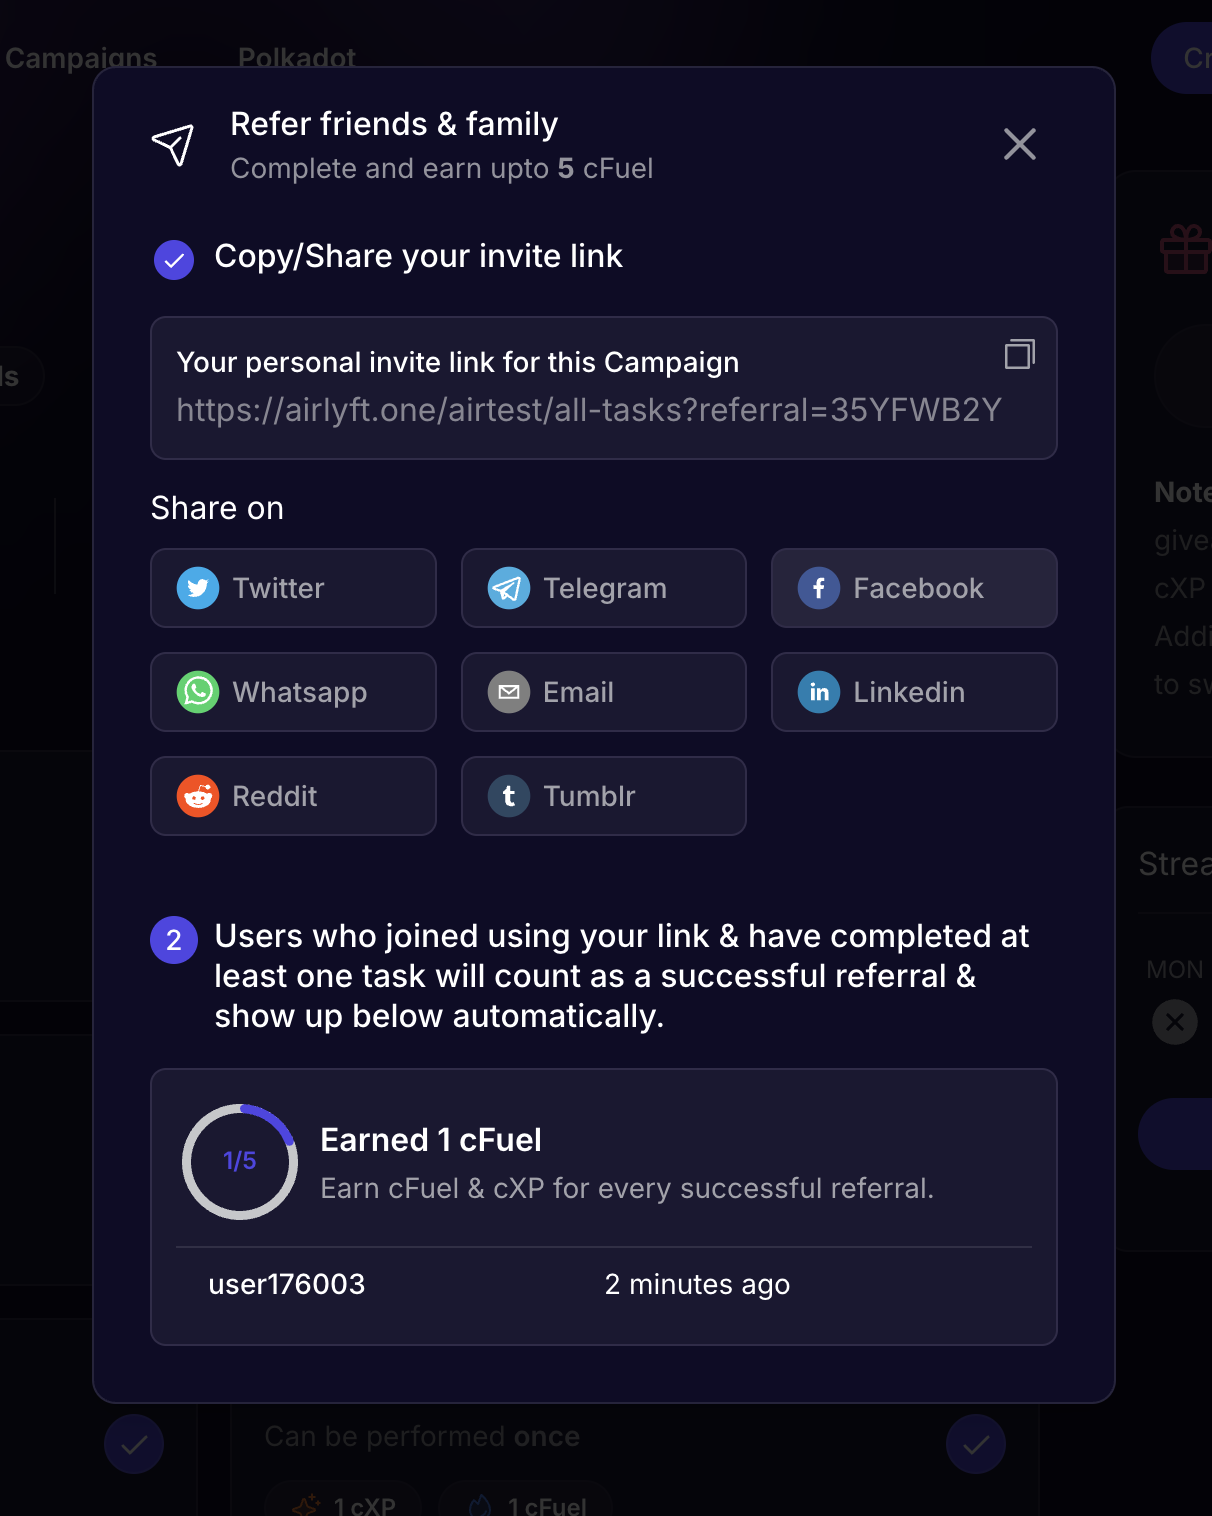 Campaigns
Polkadot
Refer friends & family
Complete and earn upto 5 cFuel
Copy/Share your invite link
Your personal invite link for this Campaign
https://airlyft.one/airtest/all-tasks?referral=35YFWB2Y
Share on
Twitter
Telegram
Facebook
Whatsapp
Email
Linkedin
Reddit
Tumblr
2
Users who joined using your link & have completed at
least one task will count as a successful referral &
show up below automatically.
1/5
Earned 1 cFuel
Earn cFuel & cXP for every successful referral.
user176003
2 minutes ago
Note
give
cXP
Addi
to sw
Strea
MON
Can be performed once
1 cXP
1 cFuel